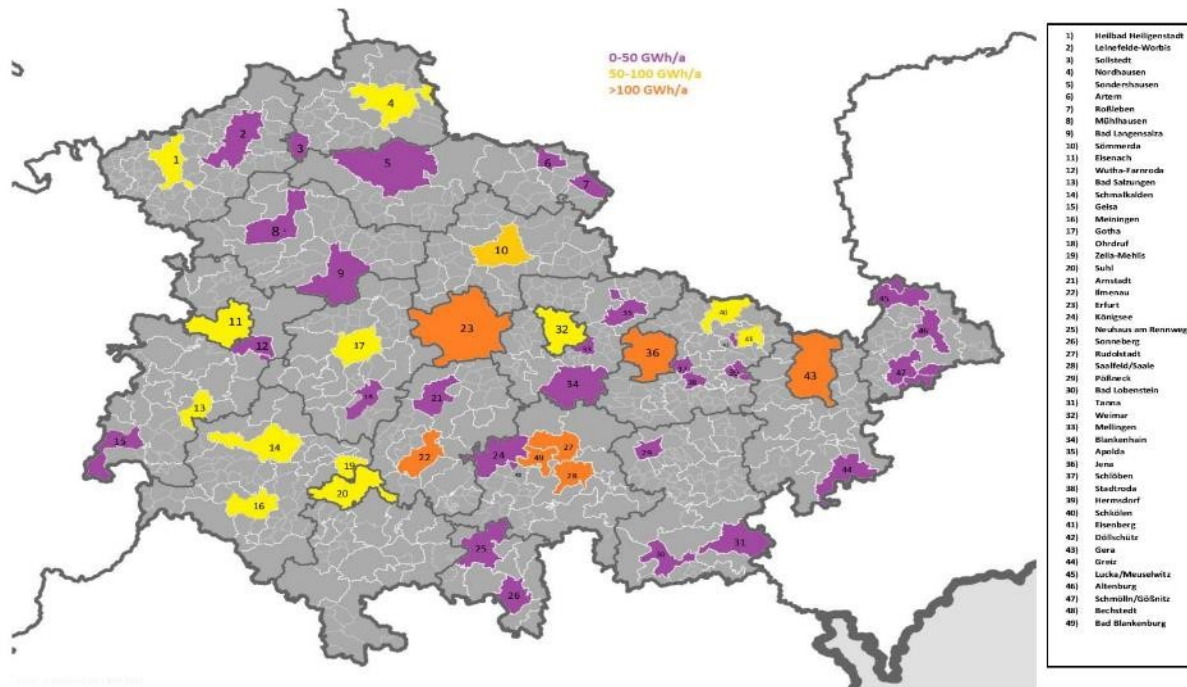 0-50 GWh/a
50-100 GWh/a
>100 GWh/a
1
2
3
4
5
6
7
8
9
10
11
12
13
14
15
16
17
18
19
20
21
22
23
24
25
26
27
28
29
30
31
32
33
34
35
36
37
38
39
40
43
43
44
45
46
47
49
1) Heilbad Heiligenstadt
2) Leinefelde-Worbis
3) Sollstedt
4) Nordhausen
5) Sondershausen
6) Artern
7) Roßleben
8) Mühlhausen
9) Bad Langensalza
10) Sömmerda
11) Eisenach
12) Wutha-Farnroda
13) Bad Salzungen
14) Schmalkalden
15) Geisa
16) Meiningen
17) Gotha
18) Ohrdruf
19) Zella-Mehlis
20) Suhl
21) Arnstadt
22) Ilmenau
23) Erfurt
24) Königsee
25) Neuhaus am Rennweg
26) Sonneberg
27) Rudolstadt
28) Saalfeld/Saale
29) Pößneck
30) Bad Lobenstein
31) Tanna
32) Weimar
33) Mellingen
34) Blankenhain
35) Apolda
36) Jena
37) Schlöben
38) Stadtroda
39) Hermsdorf
40) Schkölen
41) Eisenberg
42) Döllschütz
43) Gera
44) Greiz
45) Lucka/Meuselwitz
46) Altenburg
47) Schmölln/Gößnitz
48) Bechstedt
49) Bad Blankenburg